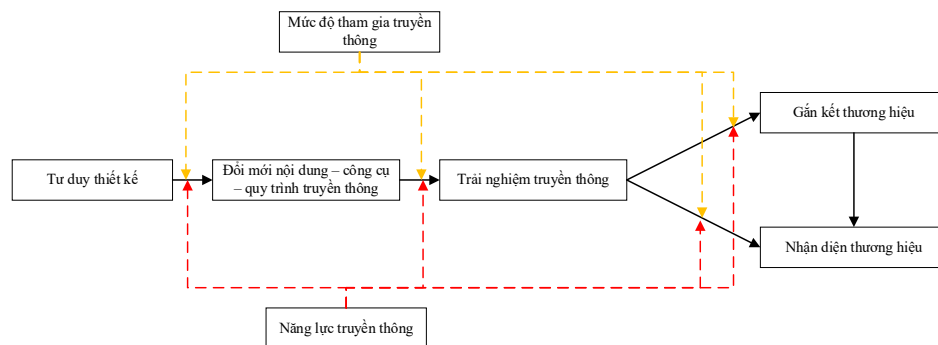 Mức độ tham gia truyền
thông
Gắn kết thương hiệu
Tư duy thiết kế
Đổi mới nội dung – công cụ
– quy trình truyền thông
Trải nghiệm truyền thông
Nhận diện thương hiệu
Năng lực truyền thông